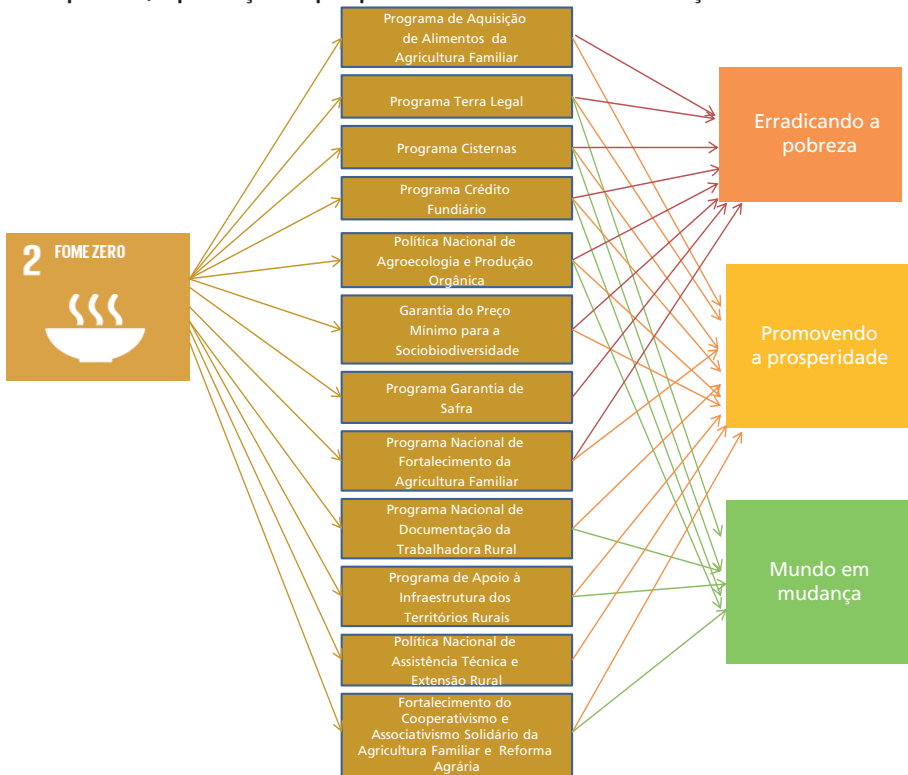 Programa de Aquisição
de Alimentos da
Agricultura Familiar
Programa Terra Legal
Programa Cisternas
Programa Crédito
Fundiário
Política Nacional de
Agroecologia e Produção
Orgânica
Garantia do Preço
Mínimo para a
Sociobiodiversidade
Programa Garantia de
Safra
Programa Nacional de
Fortalecimento da
Agricultura Familiar
Programa Nacional de
Documentação da
Trabalhadora Rural
Programa de Apoio à
Infraestrutura dos
Territórios Rurais
Política Nacional de
Assistência Técnica e
Extensão Rural
Fortalecimento do
Cooperativismo e
Associativismo Solidário da
Agricultura Familiar e Reforma
Agrária
2 FOME ZERO
Erradicando a
pobreza
Promovendo
a prosperidade
Mundo em
mudança